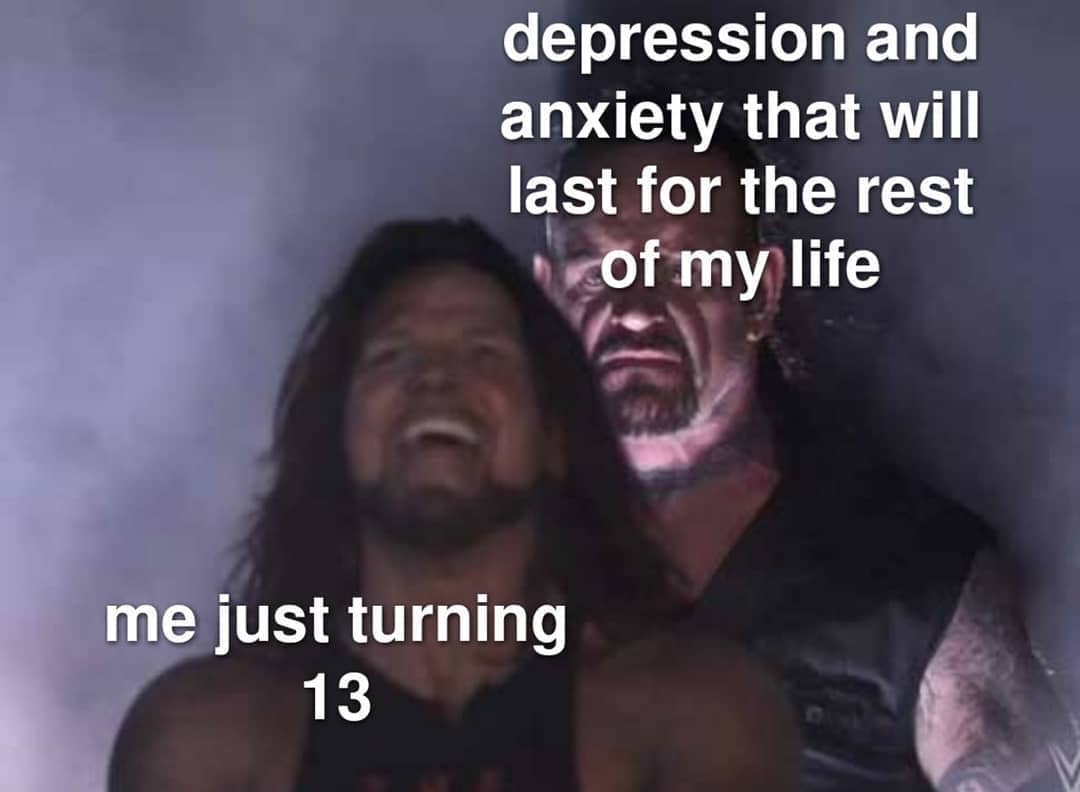 depression and
anxiety that will
last for the rest
of my life
me just turning
13